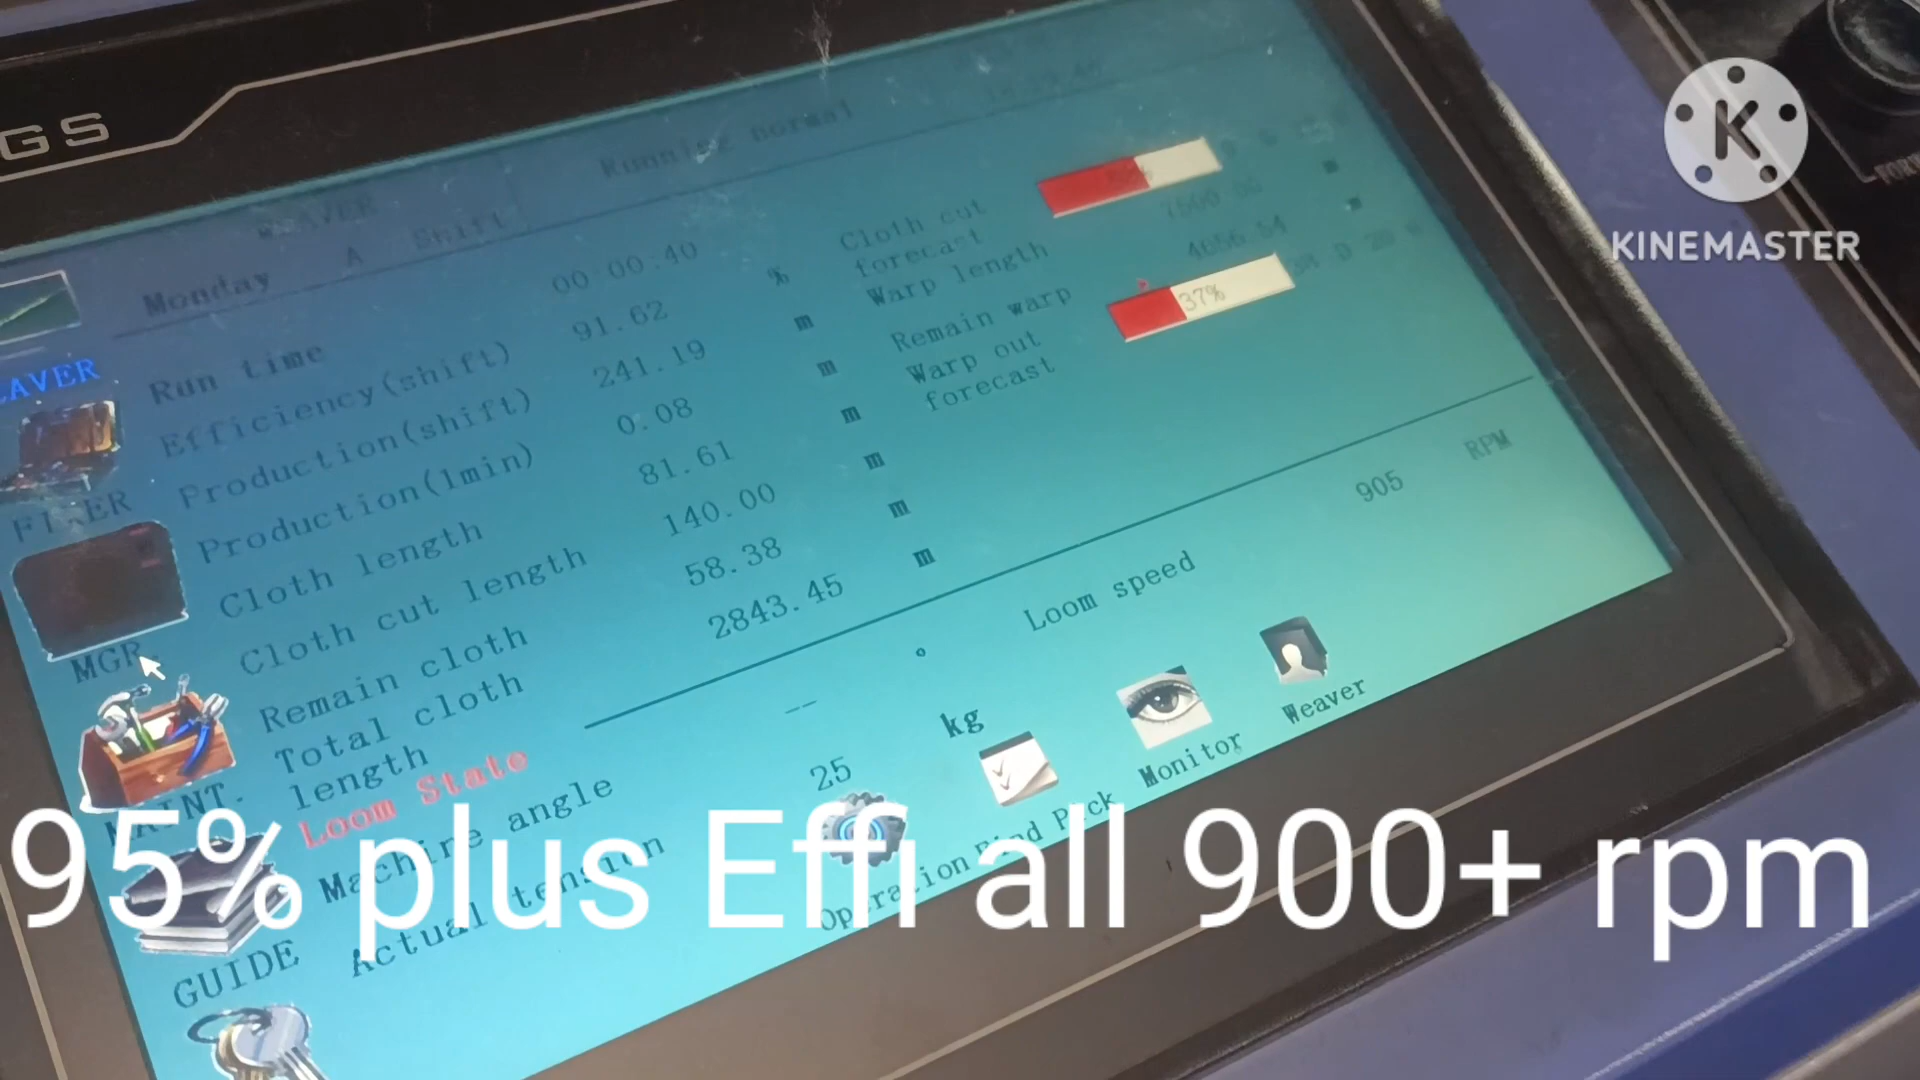 GS
WEAVER
Running normal
Monday A Shift
Run time 00:00:40
Efficiency(shift) 91.62 %
Production(shift) 241.19 m
Production(1min) 0.08 m
Cloth length 81.61 m
Cloth cut length 140.00 m
Remain cloth 58.38 m
Total cloth length 2843.45 m
Cloth cut forecast
Warp length
Remain warp
Warp out forecast 37%
Loom State
Machine angle -- °
Loom speed 905 RPM
Actual tension 25 kg
AVER
MGR.
MAINT.
GUIDE
Operation
Pick
Monitor
Weaver
K
KINEMASTER
95% plus Effi all 900+ rpm